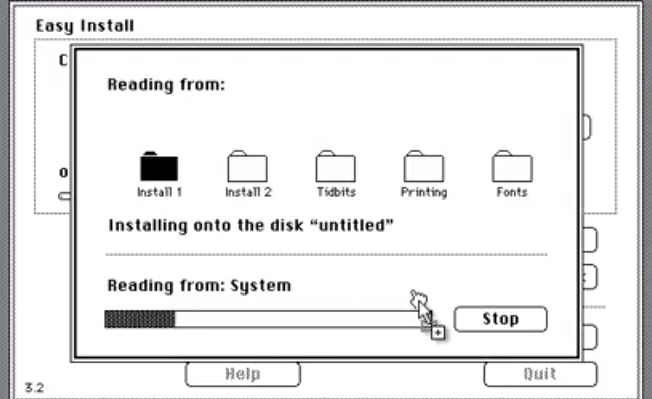 Easy Install
C
Reading from:
Install 1
Install 2
Tidbits
Printing
Fonts
Installing onto the disk “untitled”
Reading from: System
Stop
Help
Quit
3.2